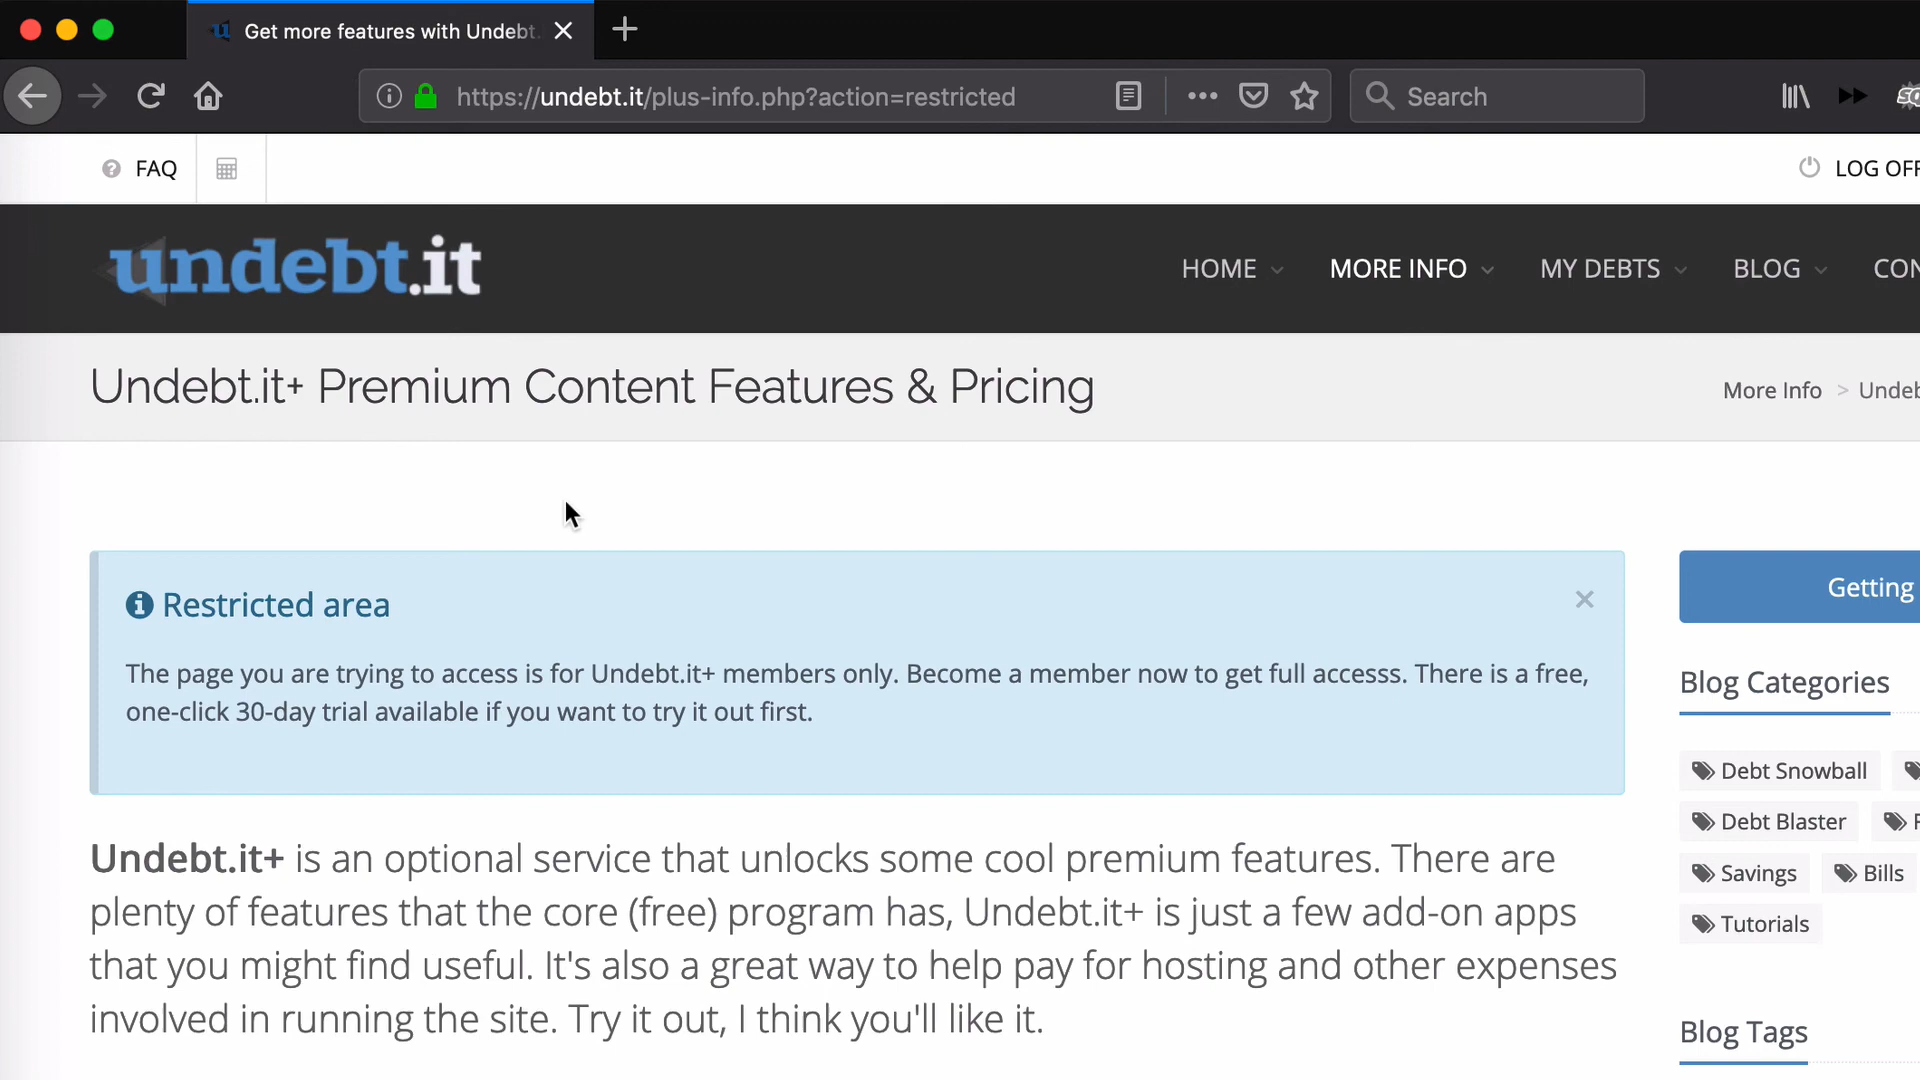 Get more features with Undebt.
https://undebt.it/plus-info.php?action=restricted
Search
FAQ
LOG OFF
undebt.it
HOME
MORE INFO
MY DEBTS
BLOG
CON
Undebt.it+ Premium Content Features & Pricing
More Info > Undeb
Restricted area
The page you are trying to access is for Undebt.it+ members only. Become a member now to get full accesss. There is a free,
one-click 30-day trial available if you want to try it out first.
Getting
Blog Categories
Debt Snowball
Debt Blaster
Savings
Bills
Tutorials
Undebt.it+ is an optional service that unlocks some cool premium features. There are
plenty of features that the core (free) program has, Undebt.it+ is just a few add-on apps
that you might find useful. It's also a great way to help pay for hosting and other expenses
involved in running the site. Try it out, I think you'll like it.
Blog Tags